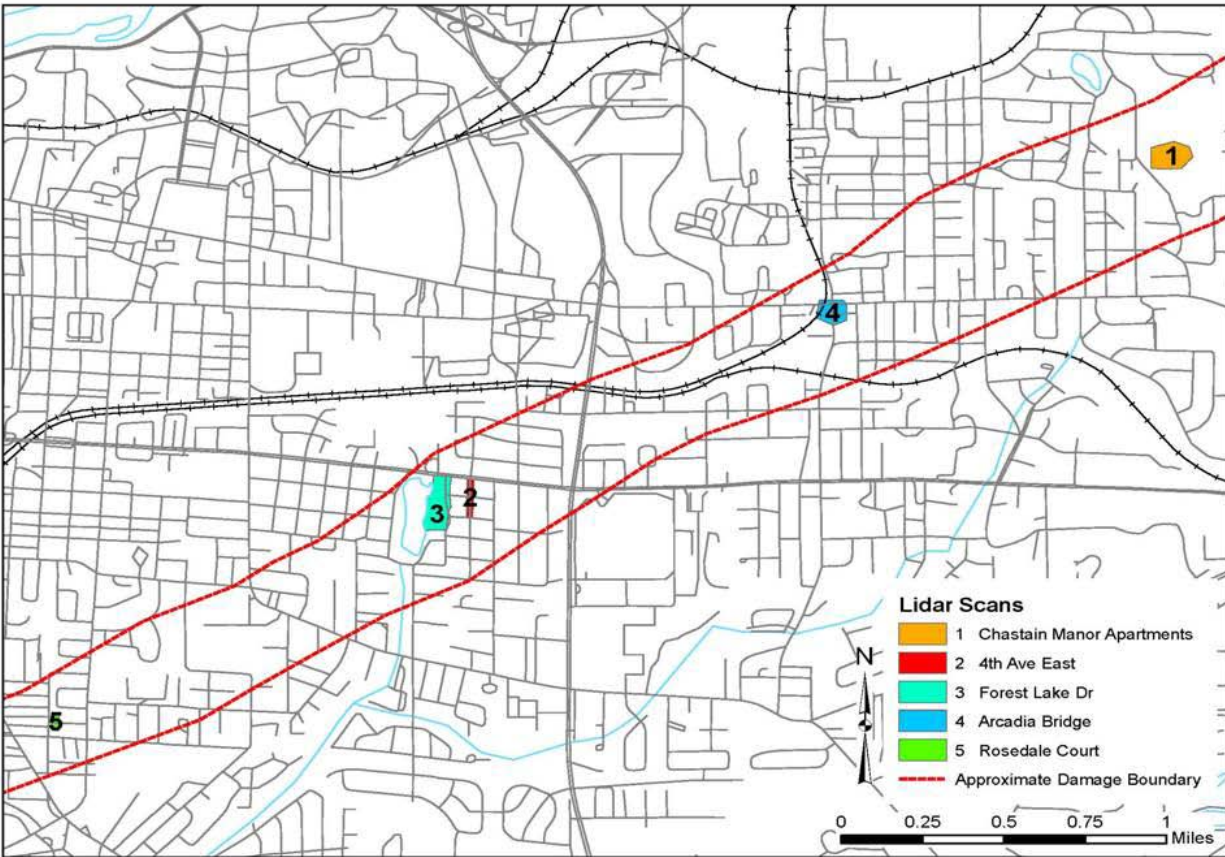 1
4
2
3
5
Lidar Scans
1 Chastain Manor Apartments
2 4th Ave East
3 Forest Lake Dr
4 Arcadia Bridge
5 Rosedale Court
Approximate Damage Boundary
N
0 0.25 0.5 0.75 1
Miles